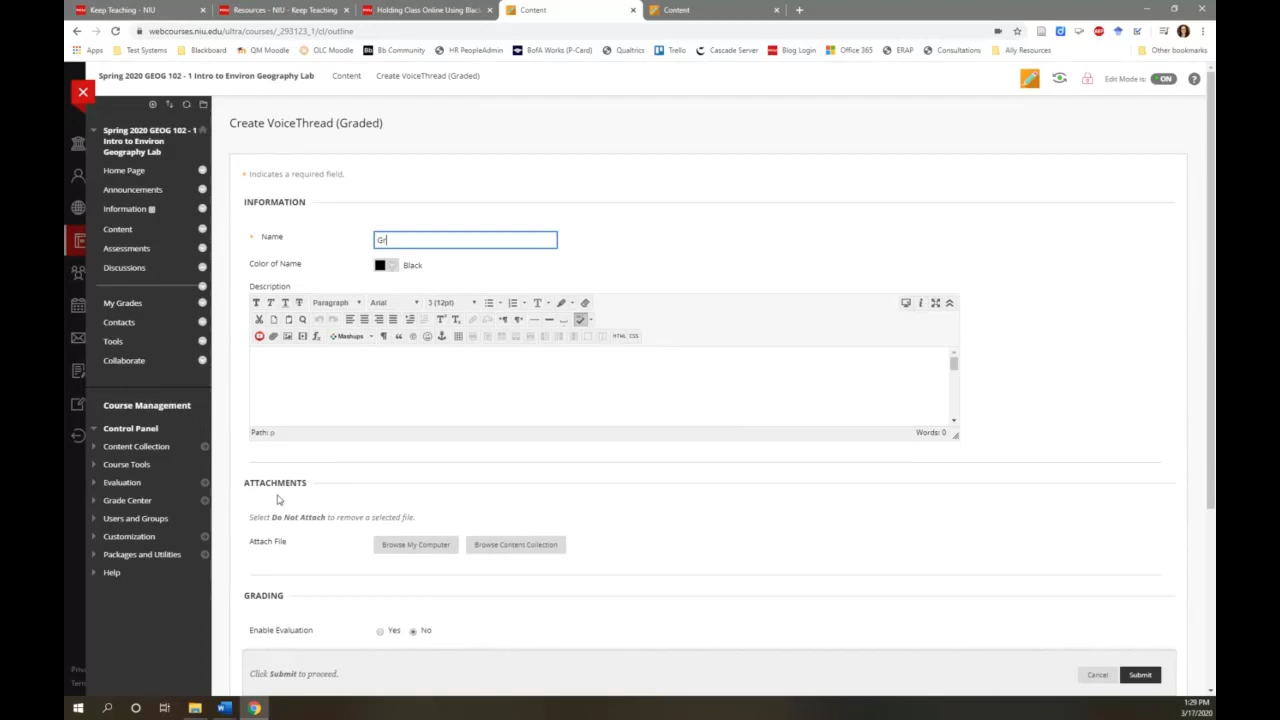 Keep Teaching - NIU
Resources - NIU - Keep Teaching
Holding Class Online Using Black
Content
Content
webcourses.niu.edu/ultra/courses/_293123_1/cl/outline
Apps
Test Systems
Blackboard
QM Moodle
OLC Moodle
Bb Community
HR PeopleAdmin
BofA Works (P-Card)
Qualtrics
Trello
Cascade Server
Blog Login
Office 365
ERAP
Consultations
Ally Resources
Other bookmarks
Spring 2020 GEOG 102 - 1 Intro to Environ Geography Lab
Content
Create VoiceThread (Graded)
Edit Mode is:
ON
Spring 2020 GEOG 102 - 1
Intro to Environ
Geography Lab
Home Page
Announcements
Information
Content
Assessments
Discussions
My Grades
Contacts
Tools
Collaborate
Course Management
Control Panel
Content Collection
Course Tools
Evaluation
Grade Center
Users and Groups
Customization
Packages and Utilities
Help
Create VoiceThread (Graded)
* Indicates a required field.
INFORMATION
* Name
Gr
Color of Name
Black
Description
Paragraph
Arial
3 (12pt)
Mashups
HTML CSS
Path: p
Words: 0
ATTACHMENTS
Select Do Not Attach to remove a selected file.
Attach File
Browse My Computer
Browse Content Collection
GRADING
Enable Evaluation
Yes
No
Click Submit to proceed.
Cancel
Submit
1:29 PM
3/17/2020